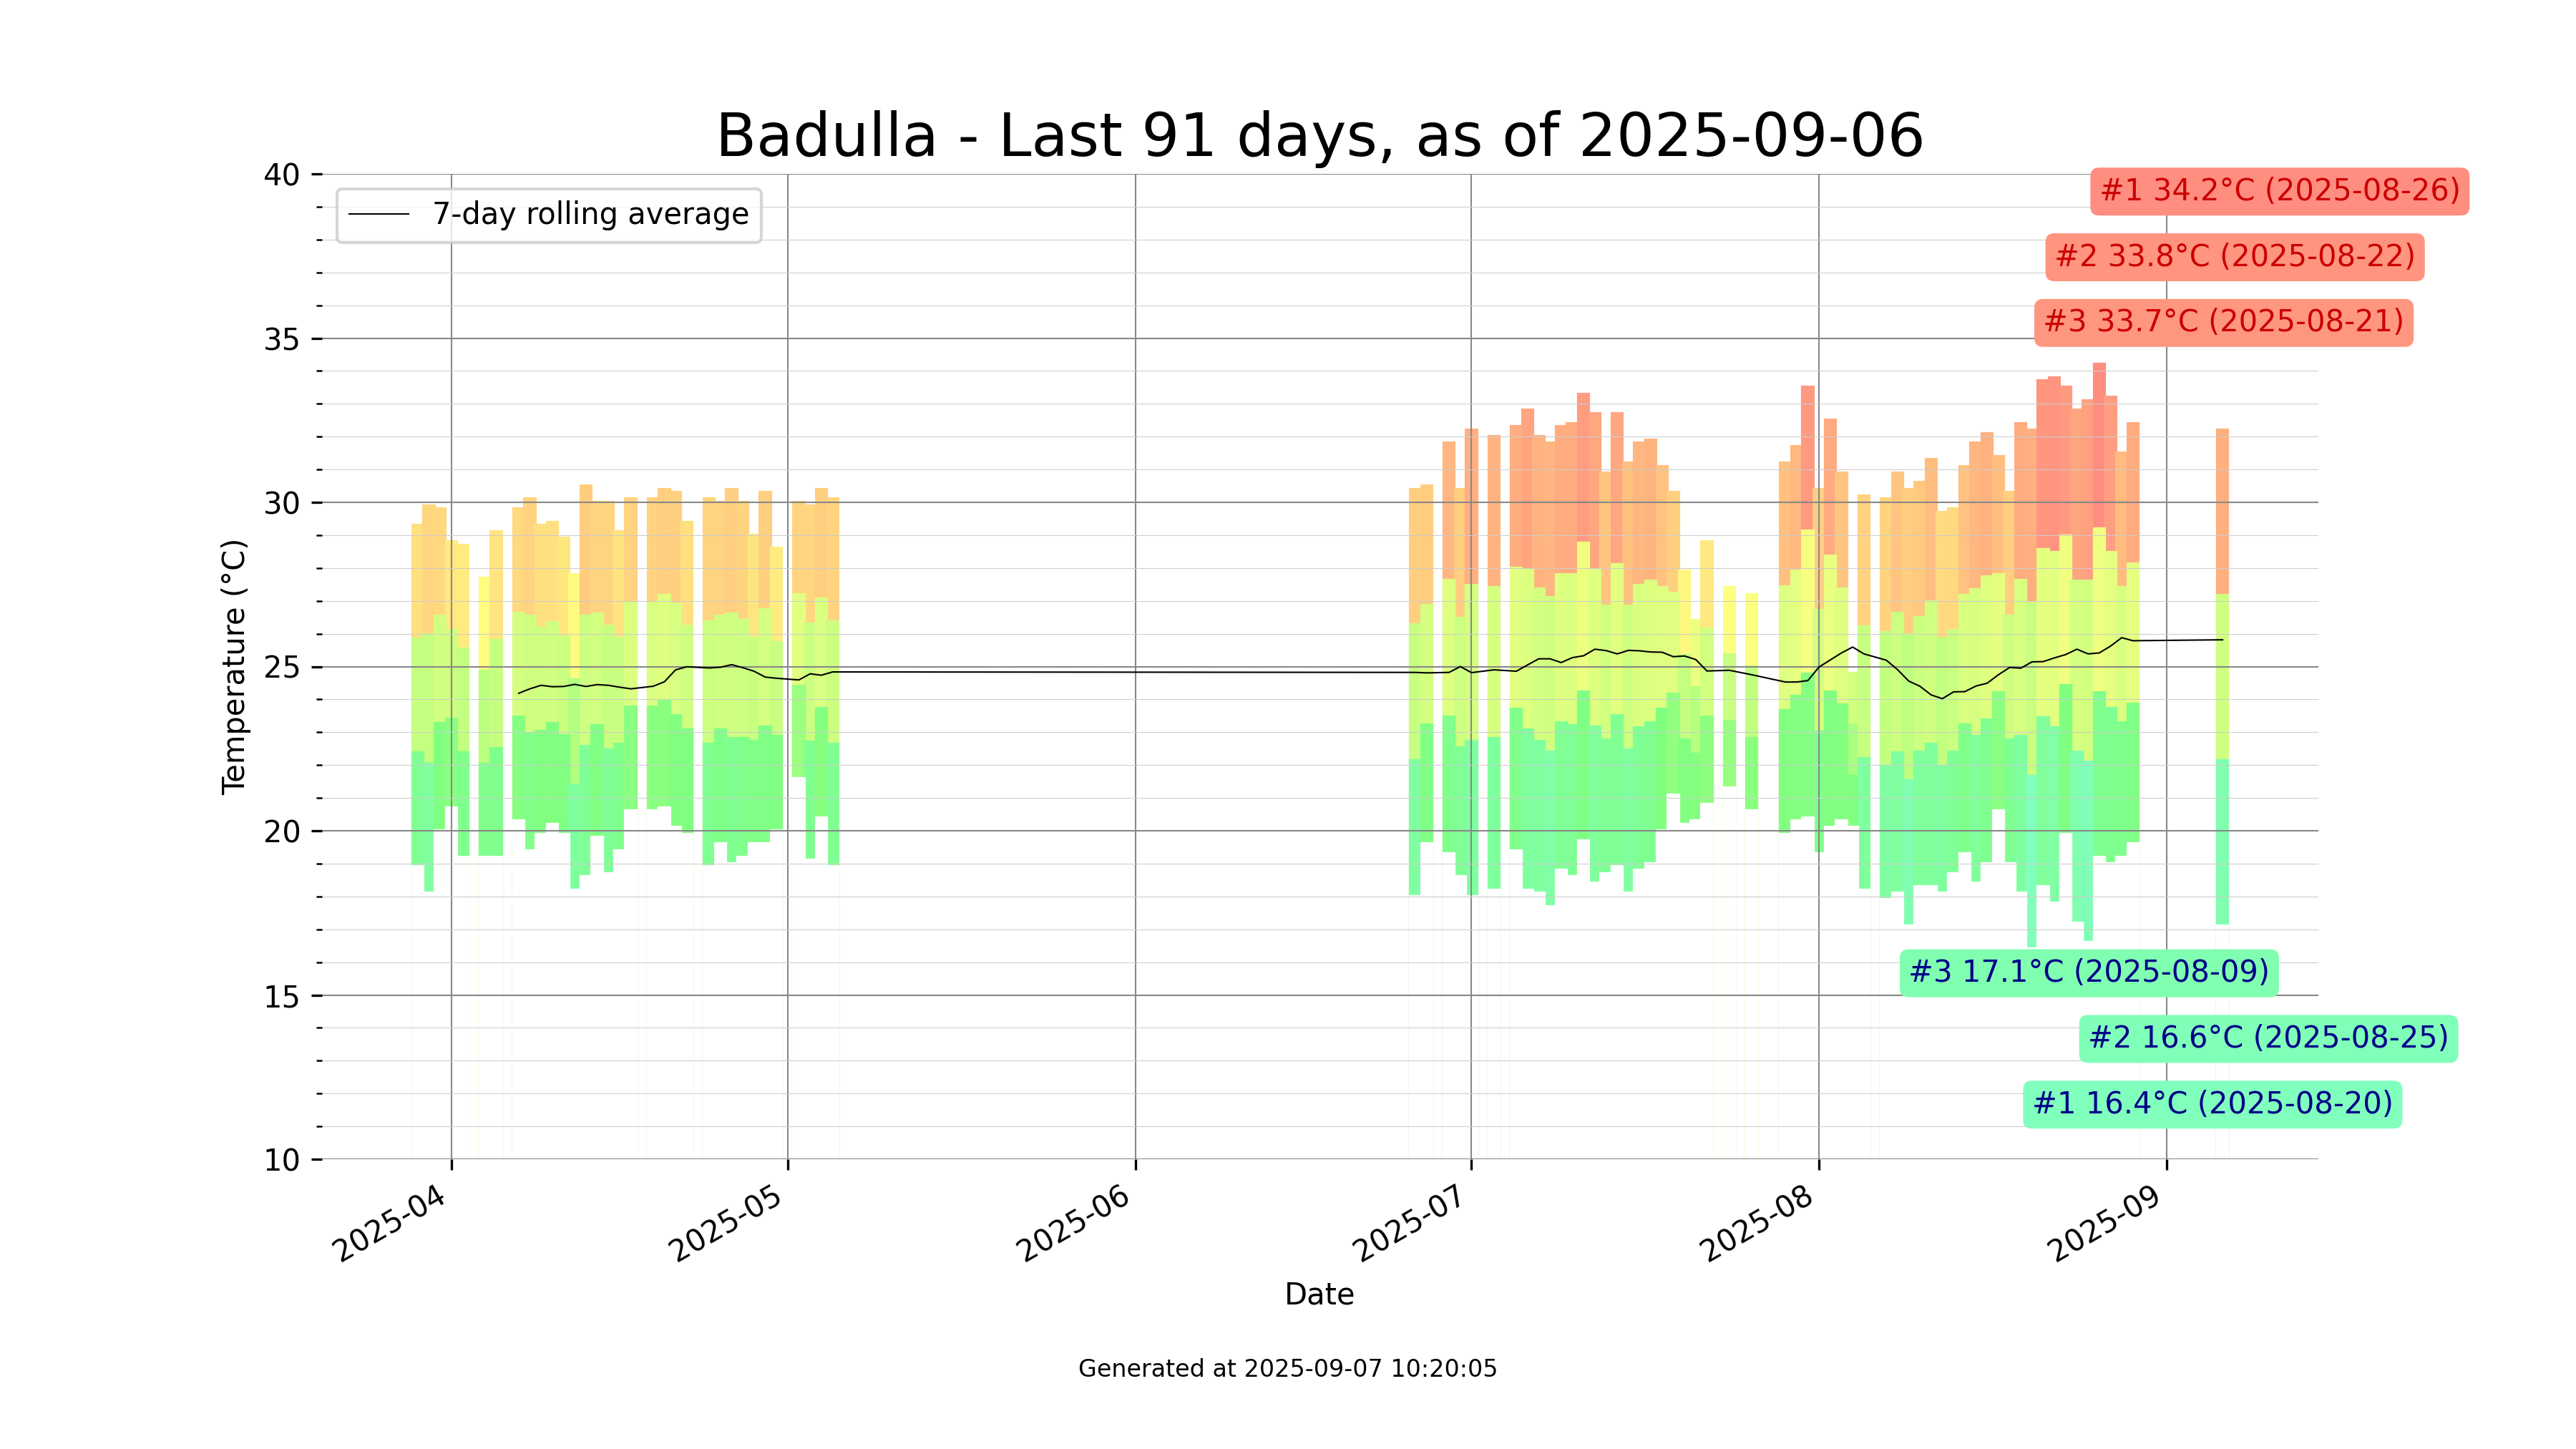 Badulla - Last 91 days, as of 2025-09-06
7-day rolling average
#1 34.2°C (2025-08-26)
#2 33.8°C (2025-08-22)
#3 33.7°C (2025-08-21)
40
35
30
25
20
15
10
Temperature (°C)
#3 17.1°C (2025-08-09)
#2 16.6°C (2025-08-25)
#1 16.4°C (2025-08-20)
2025-04
2025-05
2025-06
2025-07
2025-08
2025-09
Date
Generated at 2025-09-07 10:20:05